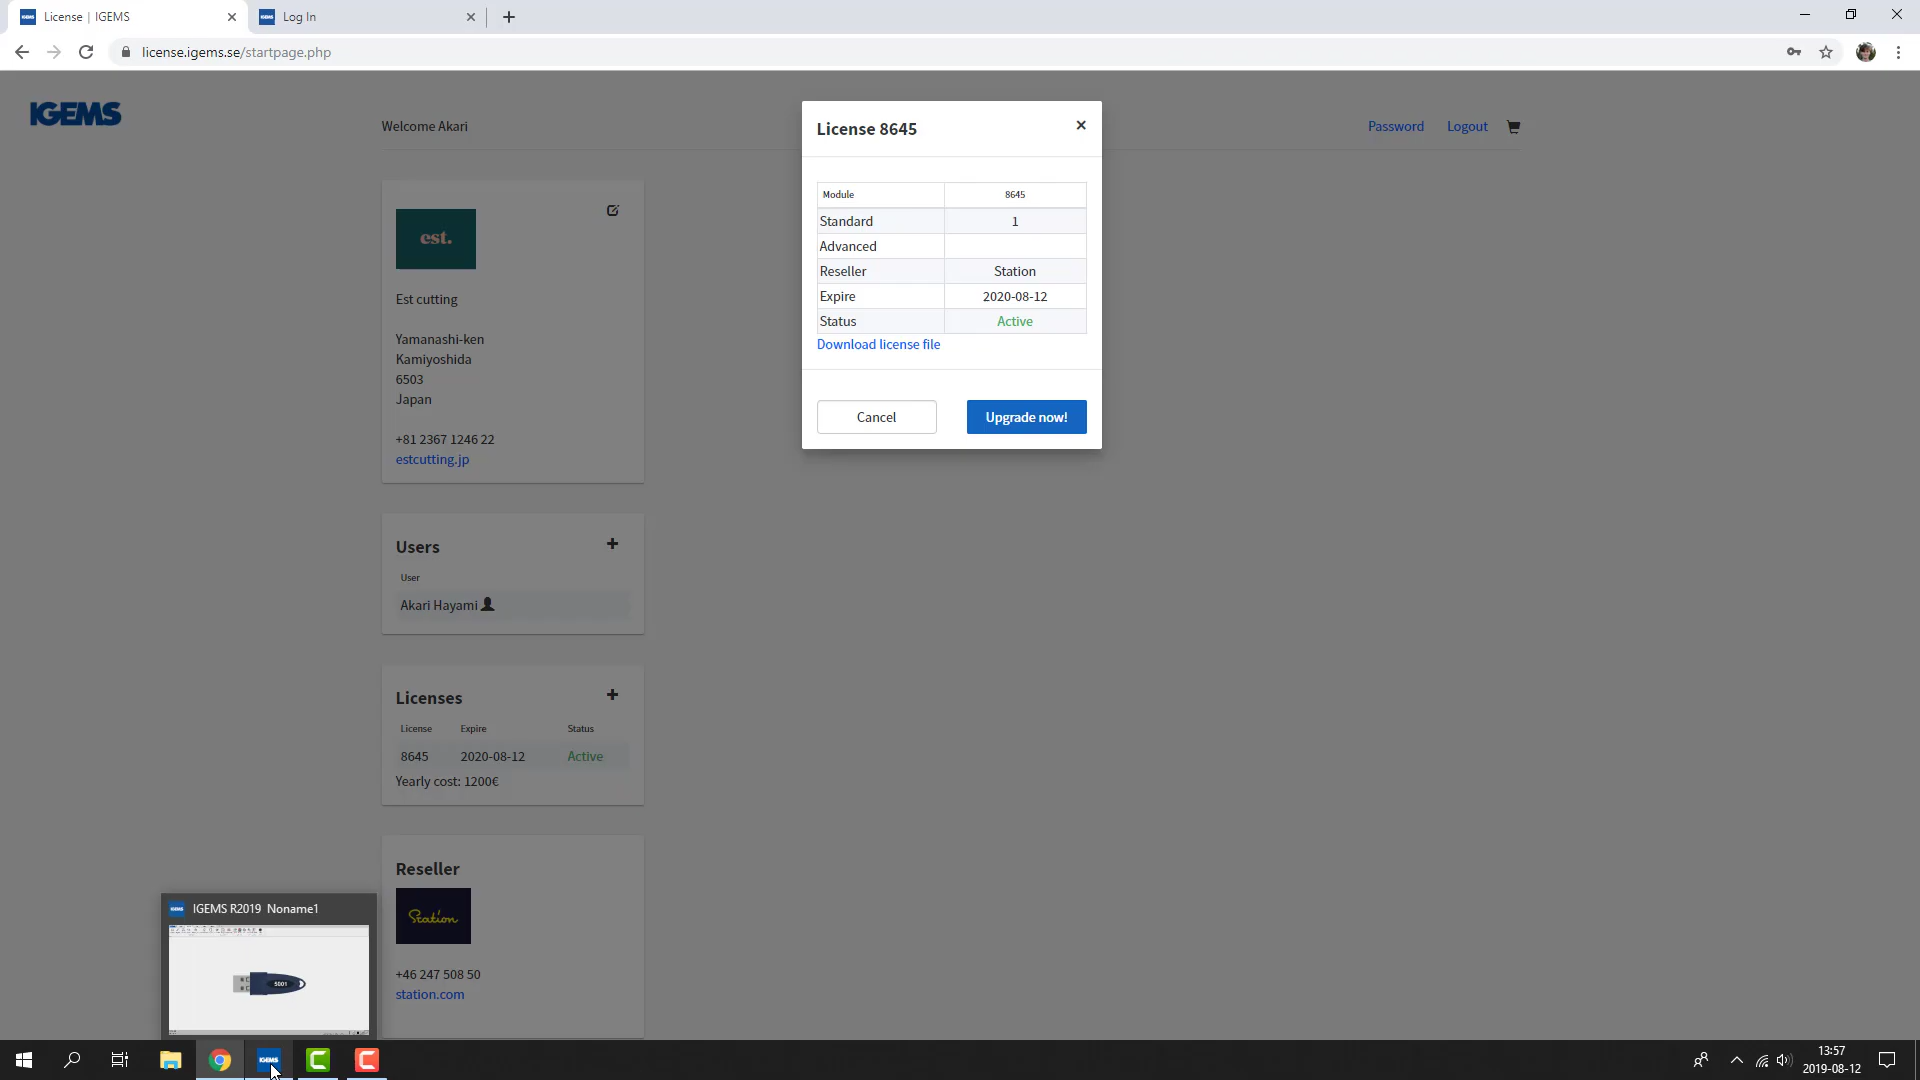 License | IGEMS
Log In
license.igems.se/startpage.php
IGEMS
Welcome Akari
Password
Logout
License 8645
Module 8645
Standard 1
Advanced
Reseller Station
Expire 2020-08-12
Status Active
Download license file
Cancel
Upgrade now!
est.
Est cutting
Yamanashi-ken
Kamiyoshida
6503
Japan
+81 2367 1246 22
estcutting.jp
Users
User
Akari Hayami
Licenses
License Expire Status
8645 2020-08-12 Active
Yearly cost: 1200€
Reseller
Station
+46 247 508 50
station.com
IGEMS R2019 Noname1
5001
IGEMS
13:57
2019-08-12